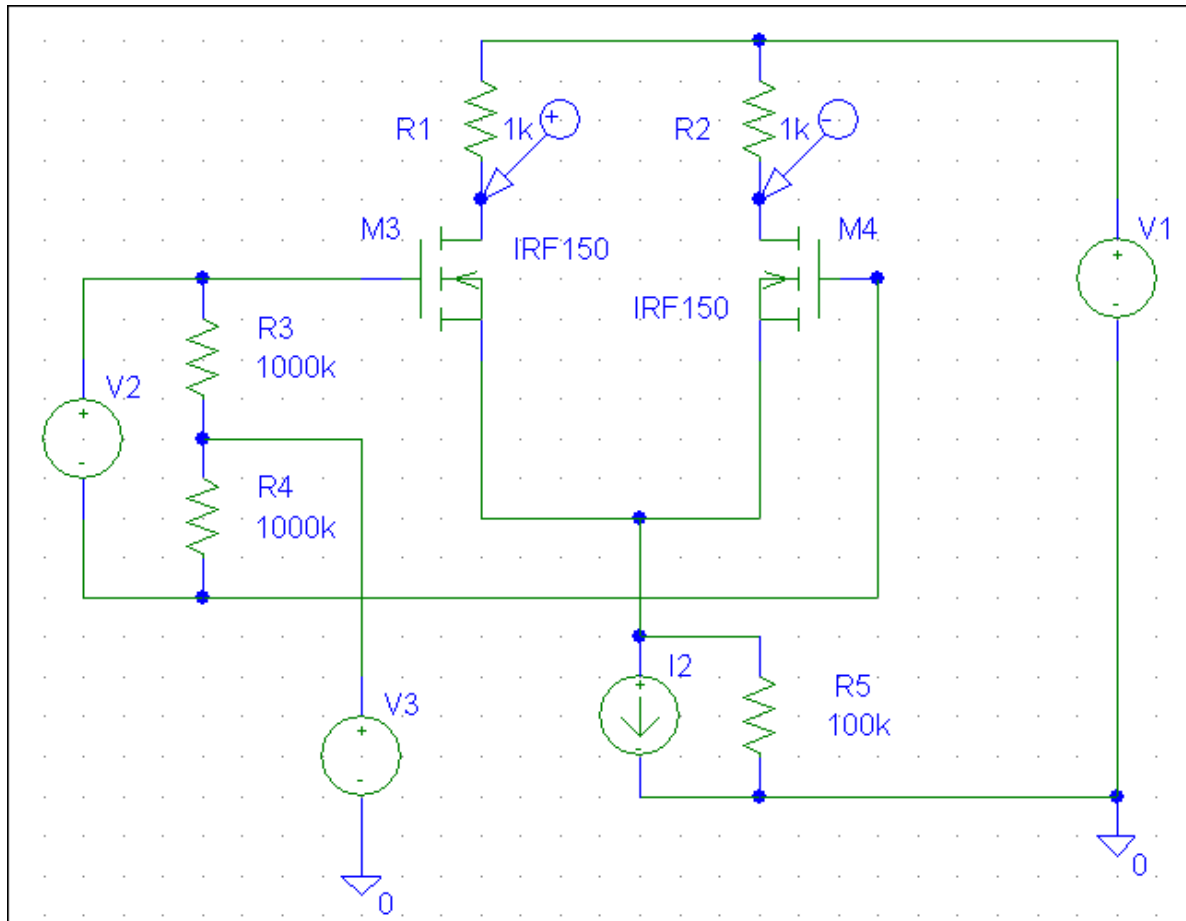 R1 1k + R2 1k -
M3 M4 V1
IRF150
+
IRF150
-
R3
1000k
V2
+
-
R4
1000k
I2
V3 + R5
100k
+
-
-
0
0